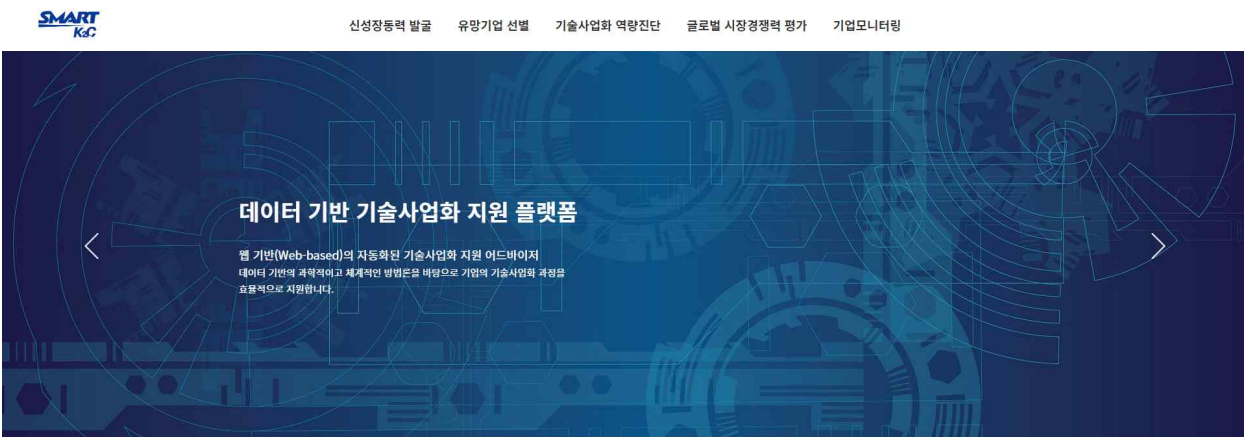 SMART
K2C
신성장동력 발굴 유망기업 선별 기술사업화 역량진단 글로벌 시장경쟁력 평가 기업모니터링
데이터 기반 기술사업화 지원 플랫폼
웹 기반(Web-based)의 자동화된 기술사업화 지원 어드바이저
데이터 기반의 과학적이고 체계적인 방법론을 바탕으로 기업의 기술사업화 과정을
효율적으로 지원합니다.